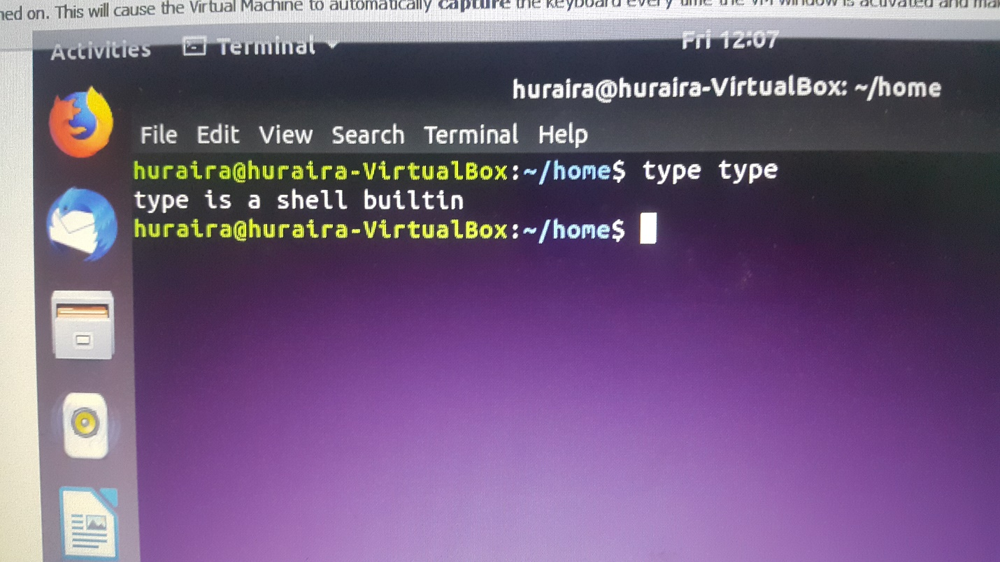 ned on. This will cause the Virtual Machine to automatically capture the keyboard every time the VM window is activated and
Activities Terminal Fri 12:07
huraira@huraira-VirtualBox: ~/home
File Edit View Search Terminal Help
huraira@huraira-VirtualBox:~/home$ type type
type is a shell builtin
huraira@huraira-VirtualBox:~/home$